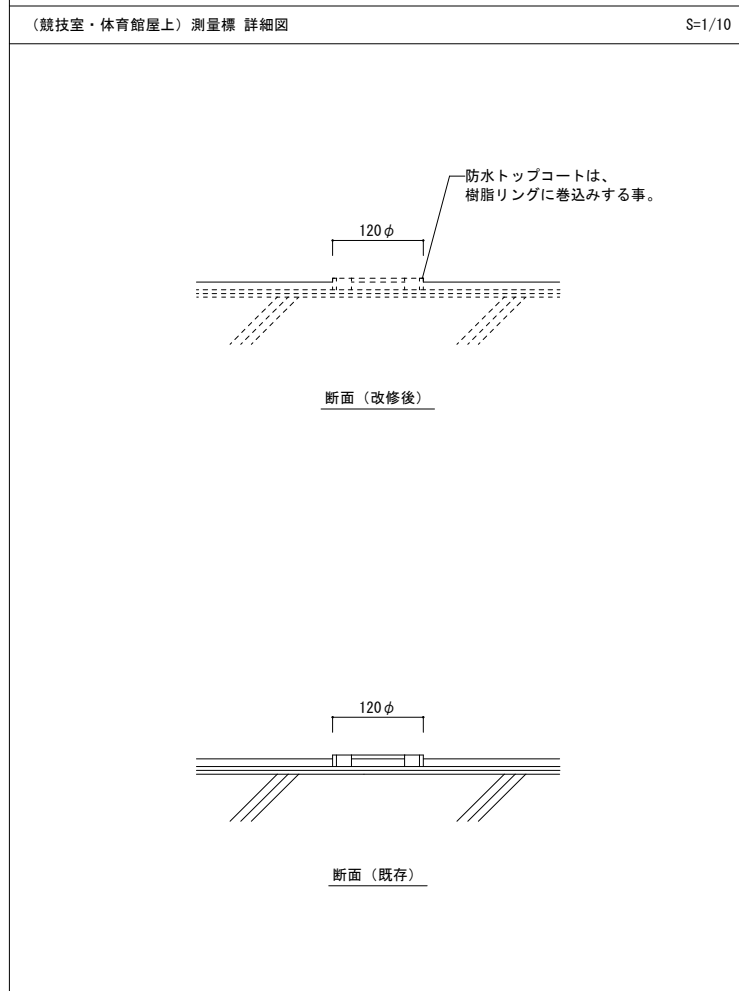 （競技室・体育館屋上）測量標 詳細図 S=1/10
防水トップコートは、
樹脂リングに巻込みする事。
120φ
断面（改修後）
120φ
断面（既存）